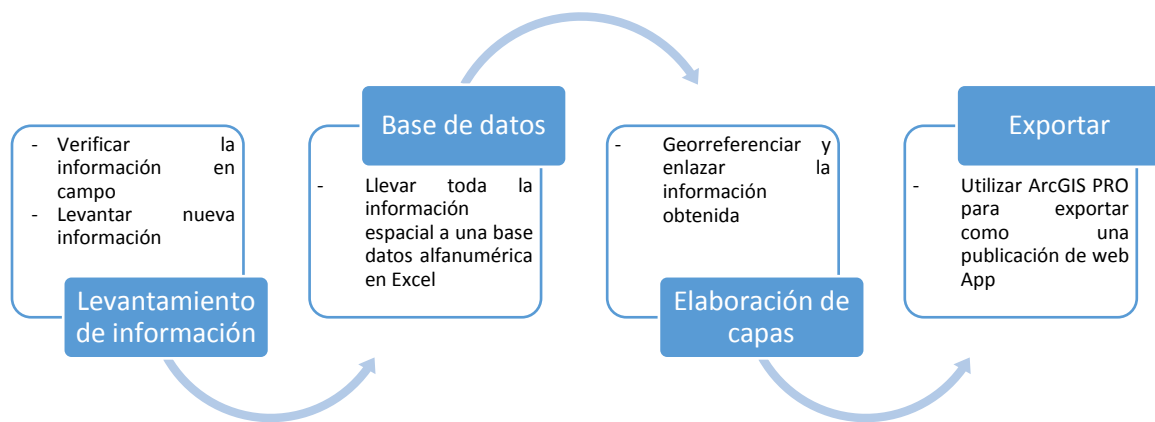 - Verificar la
información en
campo
- Levantar nueva
información
Levantamiento
de información
Base de datos
- Llevar toda la
información
espacial a una base
datos alfanumérica
en Excel
- Georreferenciar y
enlazar la
información
obtenida
Elaboración de
capas
Exportar
- Utilizar ArcGIS PRO
para exportar
como una
publicación de web
App